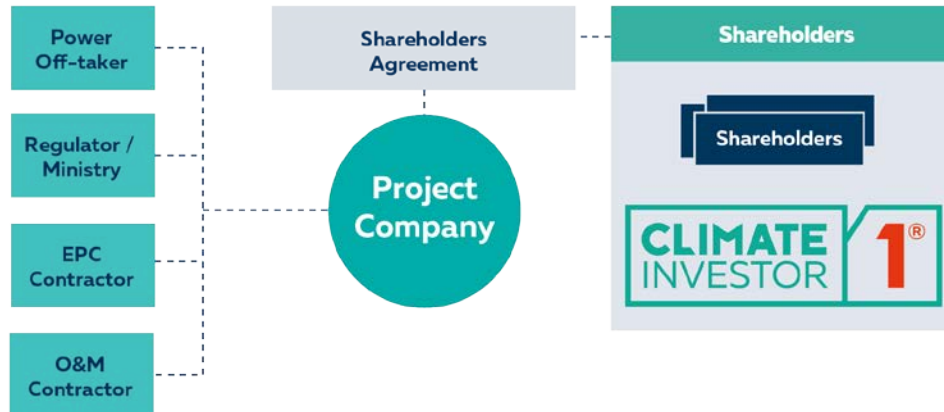 Power
Off-taker
Regulator /
Ministry
EPC
Contractor
O&M
Contractor
Shareholders
Agreement
Project
Company
Shareholders
Shareholders
CLIMATE
INVESTOR
1®